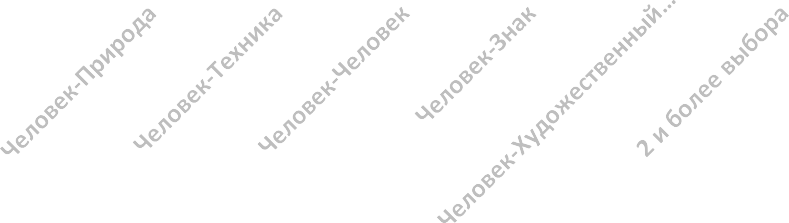 Человек-Природа
Человек-Техника
Человек-Человек
Человек-Знак
Человек-Художественный...
2 и более выбора